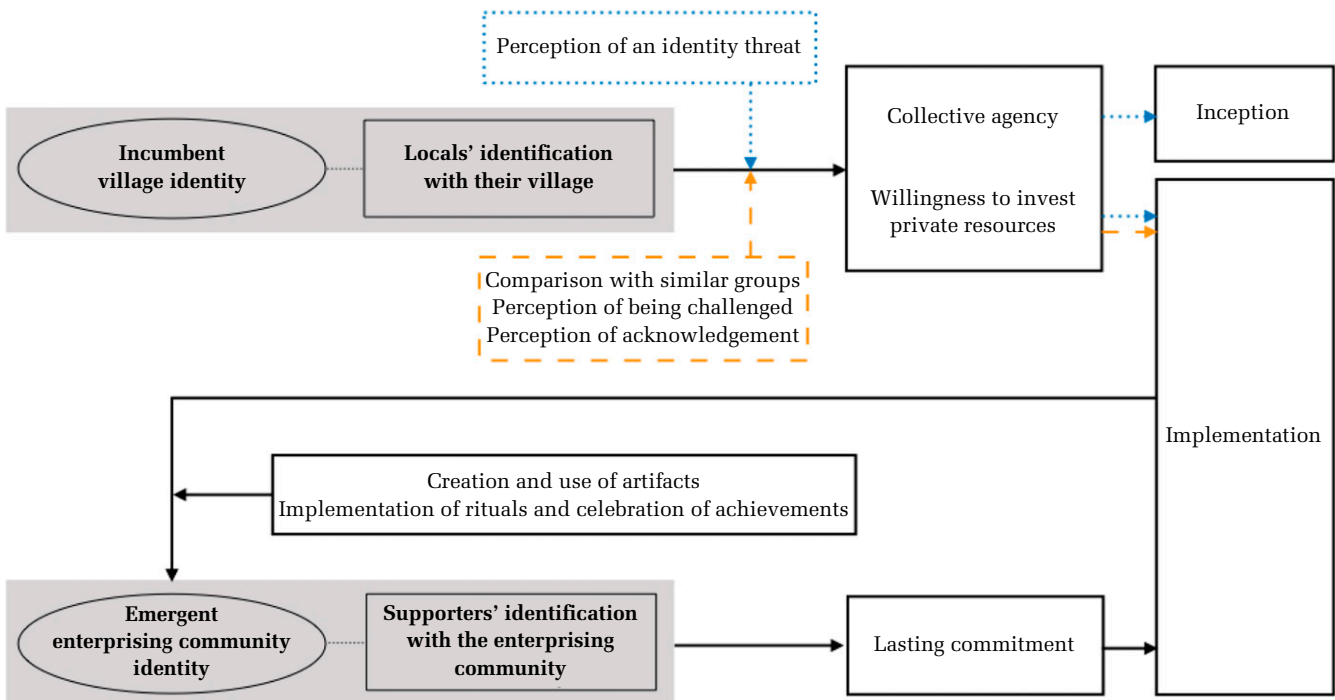 Perception of an identity threat
Incumbent
village identity
Locals’ identification
with their village
Collective agency
Willingness to invest
private resources
Inception
Comparison with similar groups
Perception of being challenged
Perception of acknowledgement
Implementation
Creation and use of artifacts
Implementation of rituals and celebration of achievements
Emergent
enterprising community
identity
Supporters’ identification
with the enterprising
community
Lasting commitment